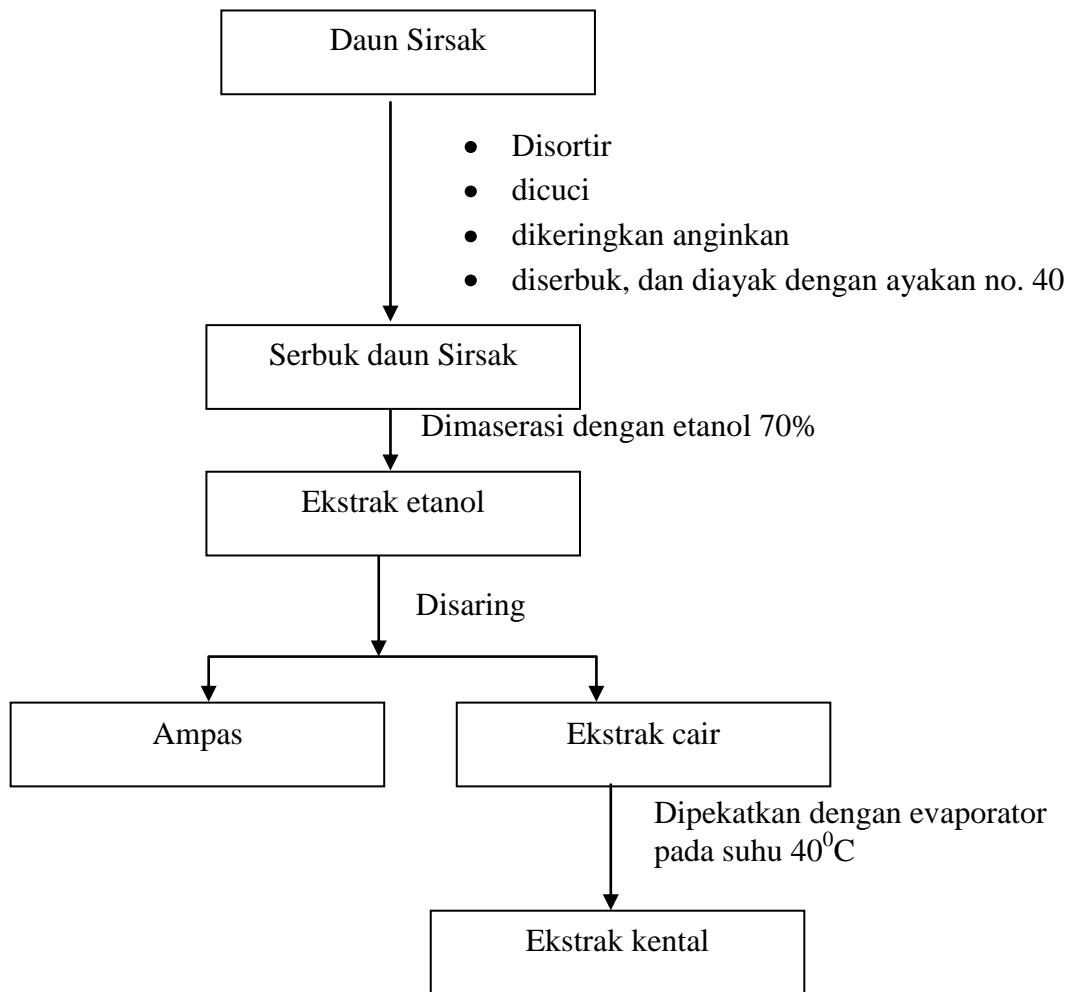 Daun Sirsak
• Disortir
• dicuci
• dikeringkan anginkan
• diserbuk, dan diayak dengan ayakan no. 40
Serbuk daun Sirsak
Dimaserasi dengan etanol 70%
Ekstrak etanol
Disaring
Ampas
Ekstrak cair
Dipekatkan dengan evaporator
pada suhu 40⁰C
Ekstrak kental